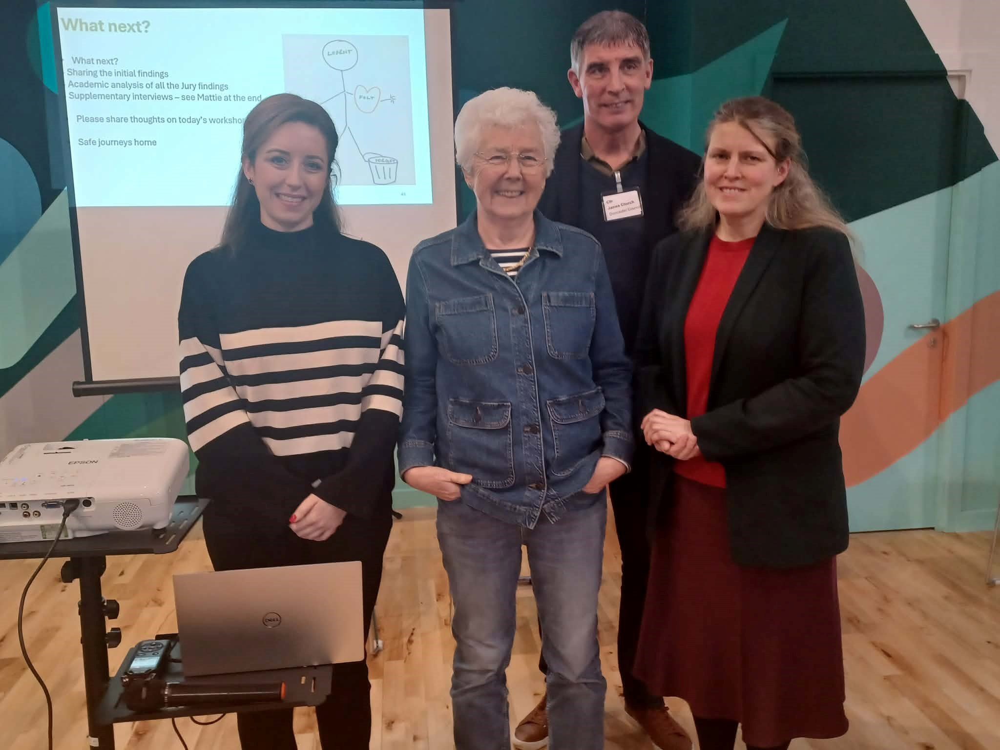 What next?
What next?
Sharing the initial findings
Academic analysis of all the Jury findings
Supplementary interviews – see Mattie at the end
Please share thoughts on today's workshop
Safe journeys home
LEARNT
FELT
48
Cllr
James Church
Doncaster Council
EPSON
DELL